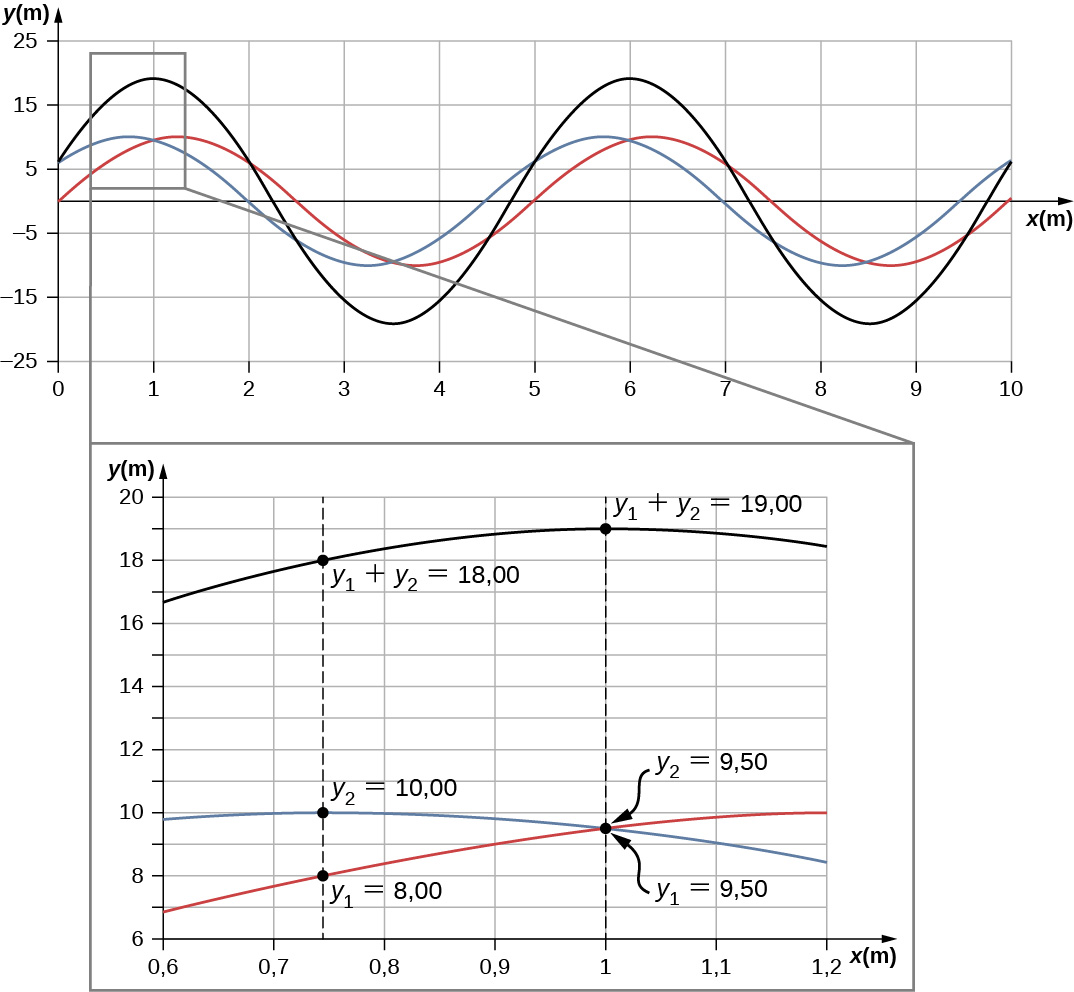 y(m)
25
15
5
–5
–15
–25
x(m)
0 1 2 3 4 5 6 7 8 9 10
y(m)
20
18
16
14
12
10
8
6
y₁ + y₂ = 19,00
y₁ + y₂ = 18,00
y₂ = 9,50
y₂ = 10,00
y₁ = 8,00
y₁ = 9,50
x(m)
0,6 0,7 0,8 0,9 1 1,1 1,2